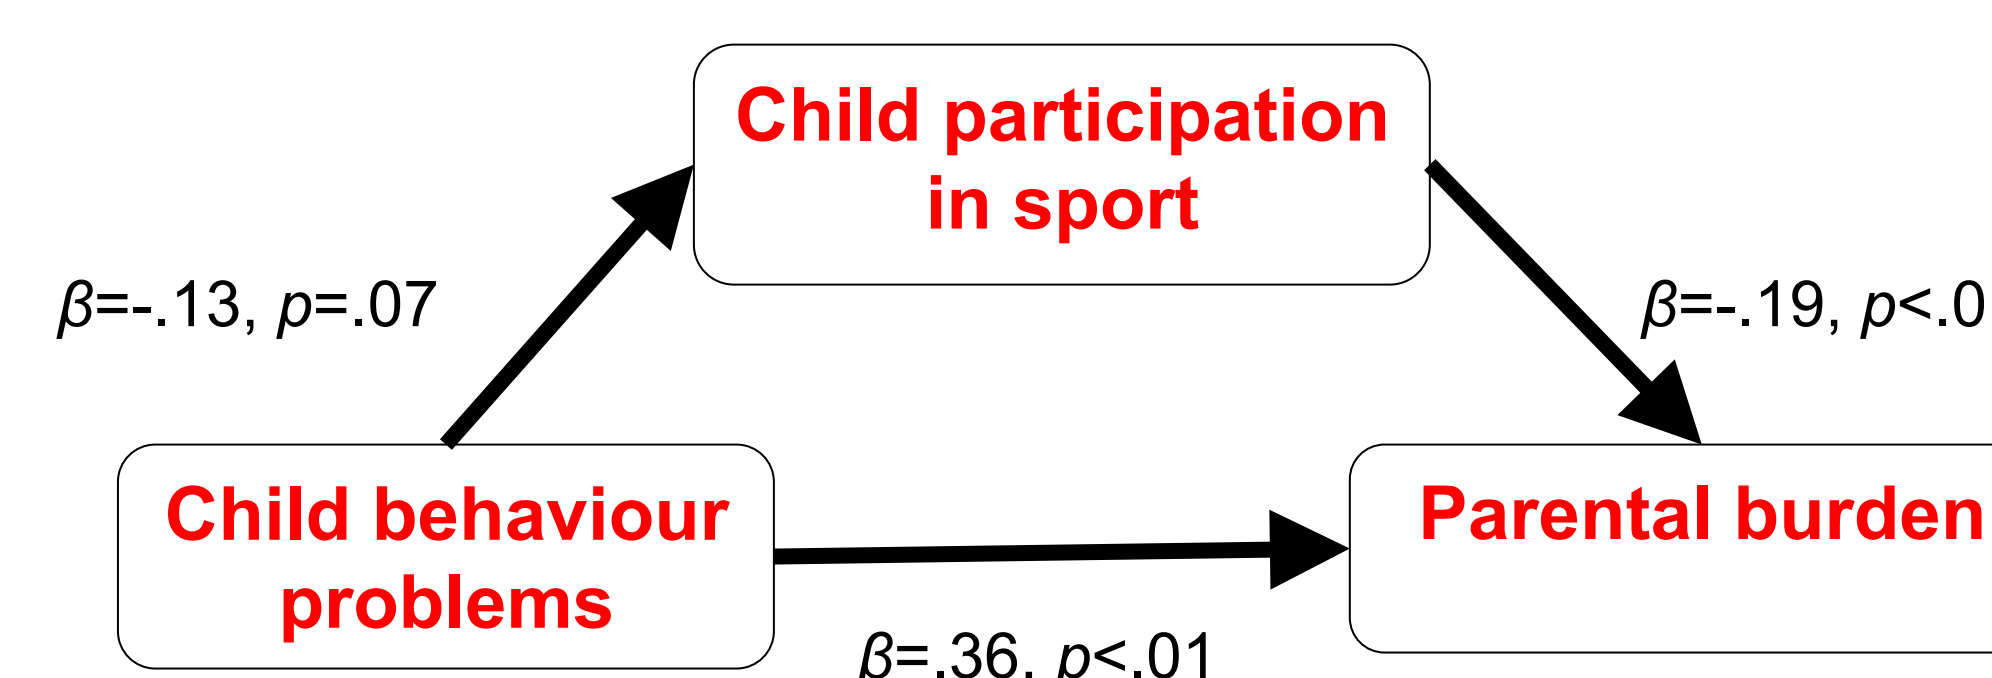 Child participation
in sport
β=-.13, p=.07
β=-.19, p<.0
Child behaviour
problems
Parental burden
β=.36, p<.01